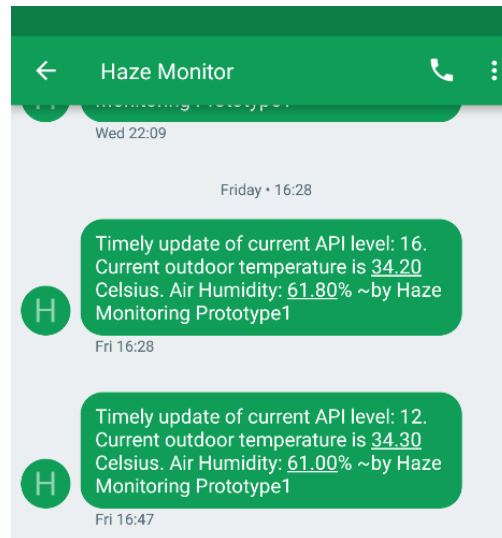 Haze Monitor
Monitoring Prototype1
Wed 22:09
Friday • 16:28
Timely update of current API level: 16.
Current outdoor temperature is 34.20
Celsius. Air Humidity: 61.80% ~by Haze
Monitoring Prototype1
H
Fri 16:28
Timely update of current API level: 12.
Current outdoor temperature is 34.30
Celsius. Air Humidity: 61.00% ~by Haze
Monitoring Prototype1
H
Fri 16:47